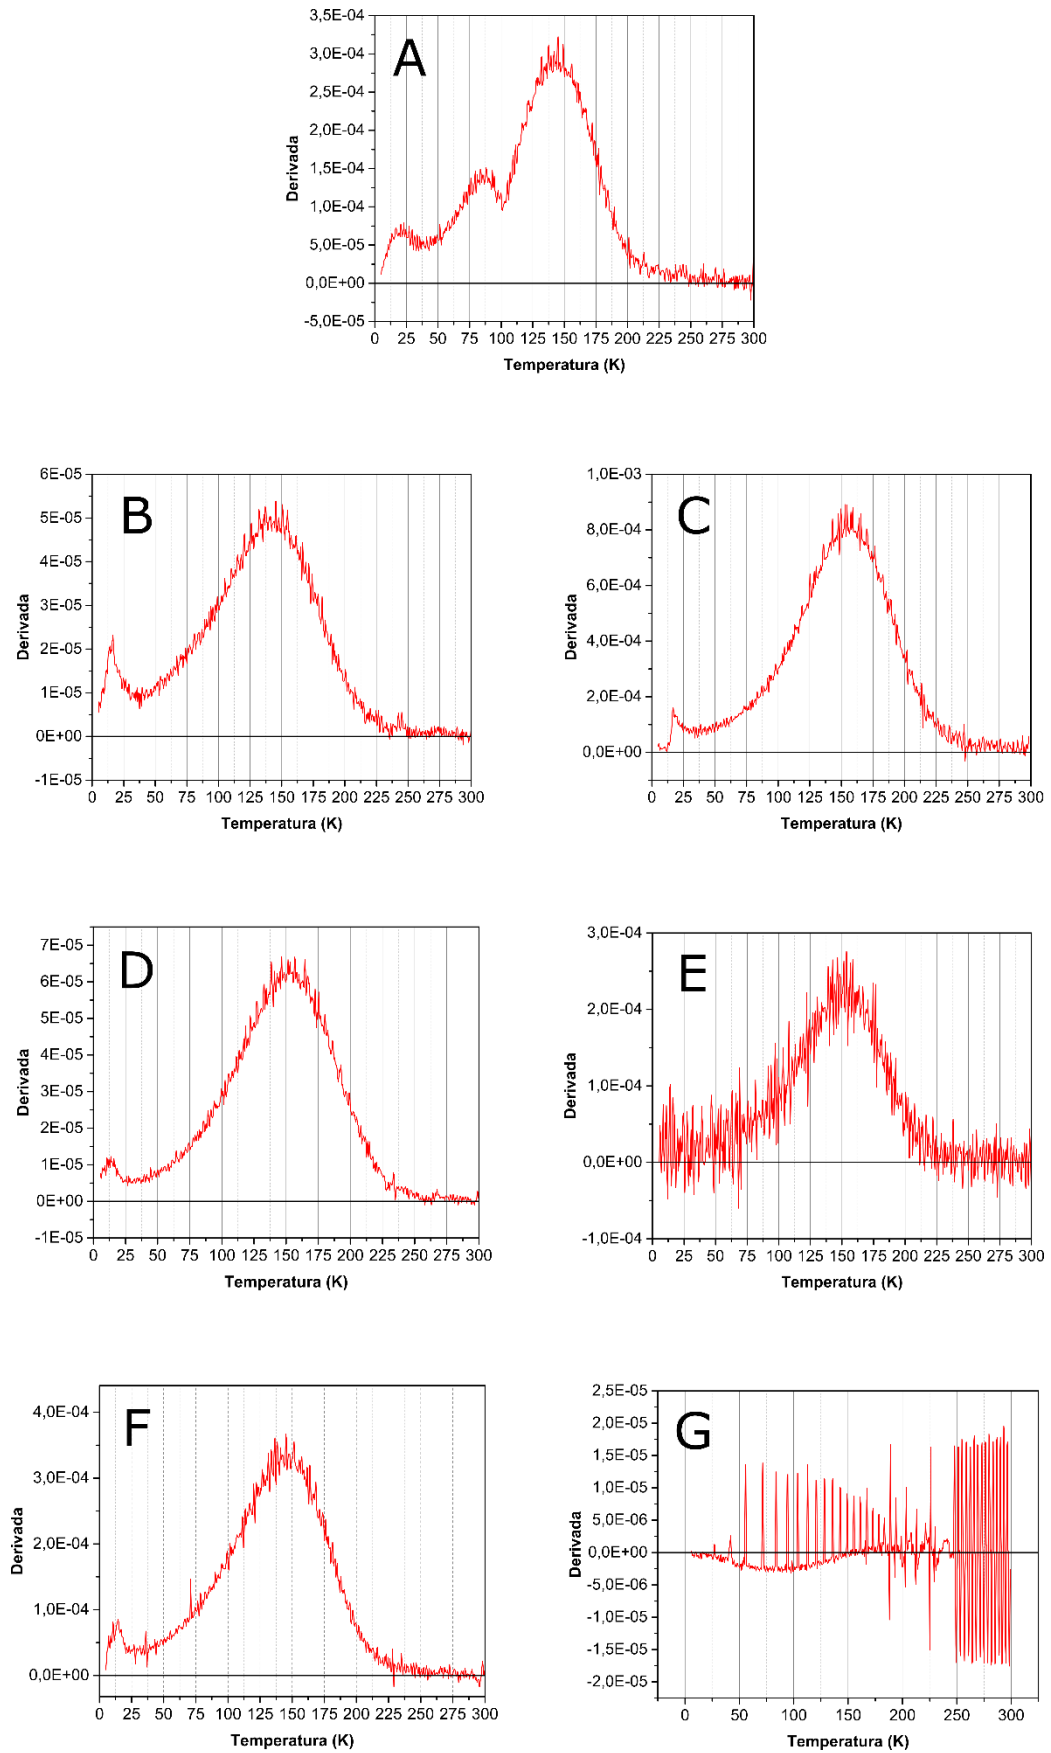 A
3,5E-04
3,0E-04
2,5E-04
2,0E-04
1,5E-04
1,0E-04
5,0E-05
0,0E+00
-5,0E-05
Derivada
0 25 50 75 100 125 150 175 200 225 250 275 300
Temperatura (K)
B
6E-05
5E-05
4E-05
3E-05
2E-05
1E-05
0E+00
-1E-05
Derivada
0 25 50 75 100 125 150 175 200 225 250 275 300
Temperatura (K)
C
1,0E-03
8,0E-04
6,0E-04
4,0E-04
2,0E-04
0,0E+00
Derivada
0 25 50 75 100 125 150 175 200 225 250 275 300
Temperatura (K)
D
7E-05
6E-05
5E-05
4E-05
3E-05
2E-05
1E-05
0E+00
-1E-05
Derivada
0 25 50 75 100 125 150 175 200 225 250 275 300
Temperatura (K)
E
3,0E-04
2,0E-04
1,0E-04
0,0E+00
-1,0E-04
Derivada
0 25 50 75 100 125 150 175 200 225 250 275 300
Temperatura (K)
F
4,0E-04
3,0E-04
2,0E-04
1,0E-04
0,0E+00
Derivada
0 25 50 75 100 125 150 175 200 225 250 275 300
Temperatura (K)
G
2,5E-05
2,0E-05
1,5E-05
1,0E-05
5,0E-06
0,0E+00
-5,0E-06
-1,0E-05
-1,5E-05
-2,0E-05
Derivada
0 50 100 150 200 250 300
Temperatura (K)